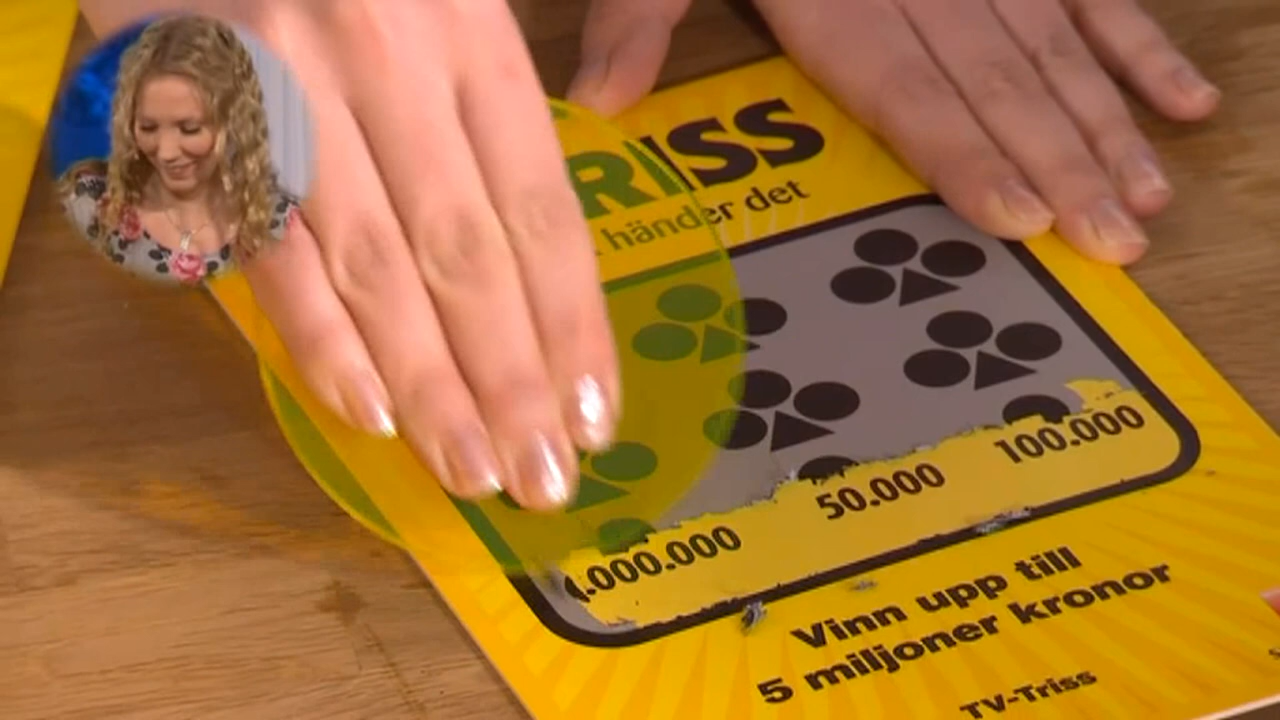 RISS
händer det
100.000
50.000
.000.000
Vinn upp till
5 miljoner kronor
TV-Triss